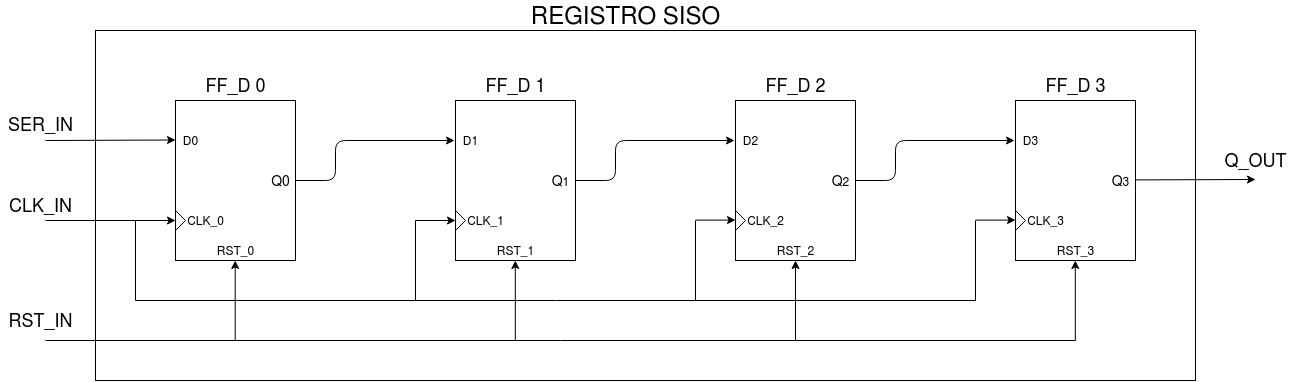 REGISTRO SISO
FF_D 0
FF_D 1
FF_D 2
FF_D 3
SER_IN
D0
D1
D2
D3
Q_OUT
Q0
Q1
Q2
Q3
CLK_IN
CLK_0
CLK_1
CLK_2
CLK_3
RST_0
RST_1
RST_2
RST_3
RST_IN